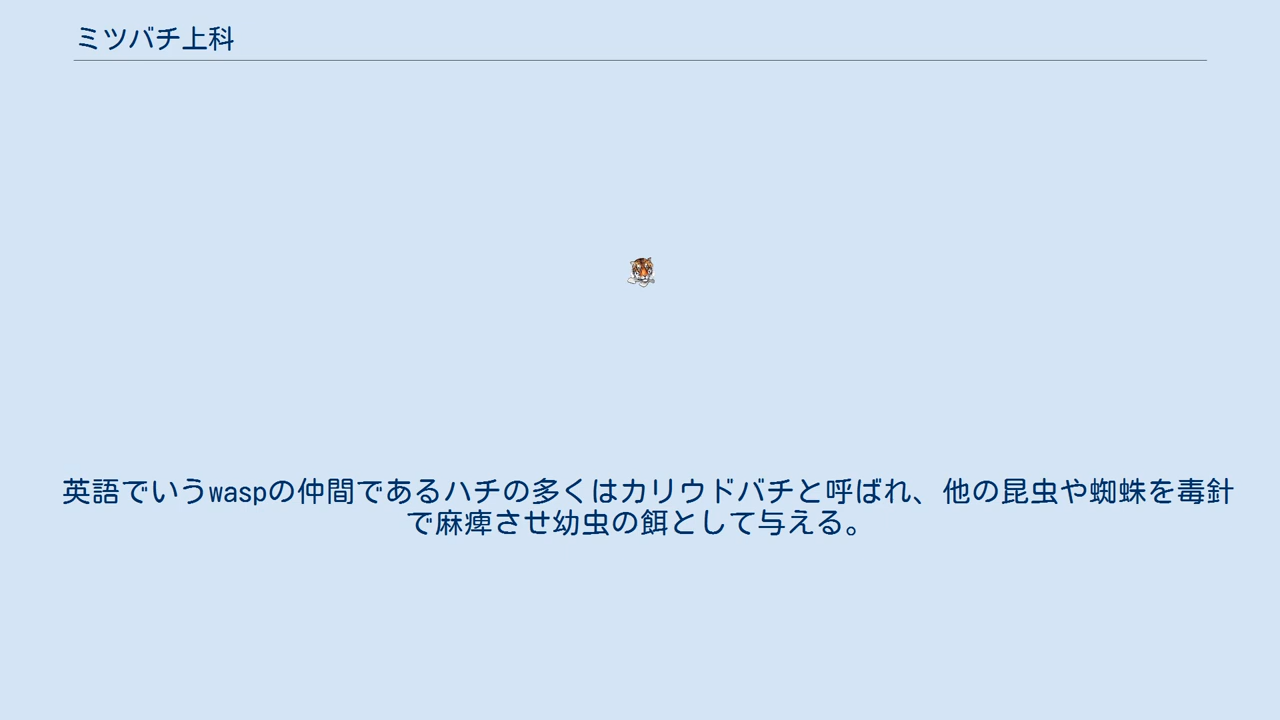 ミツバチ上科
英語でいうwaspの仲間であるハチの多くはカリウドバチと呼ばれ、他の昆虫や蜘蛛を毒針
で麻痺させ幼虫の餌として与える。